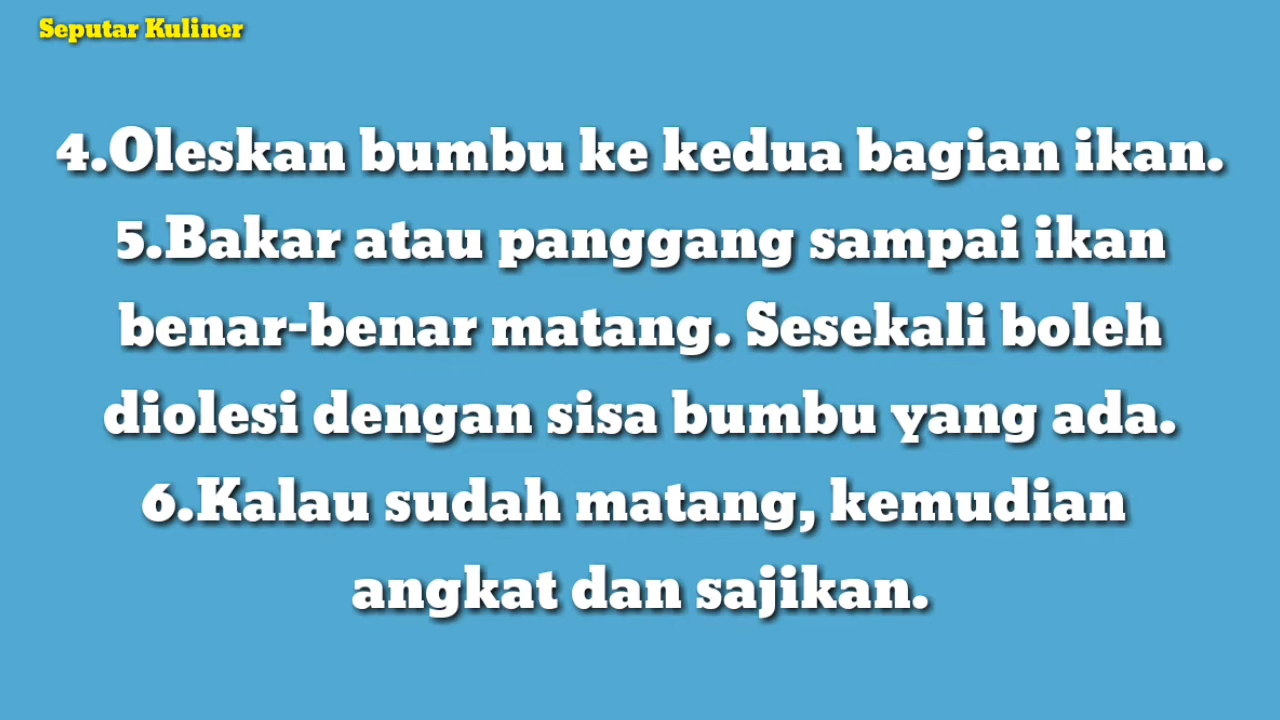 Seputar Kuliner
4.Oleskan bumbu ke kedua bagian ikan.
5.Bakar atau panggang sampai ikan
benar-benar matang. Sesekali boleh
diolesi dengan sisa bumbu yang ada.
6.Kalau sudah matang, kemudian
angkat dan sajikan.